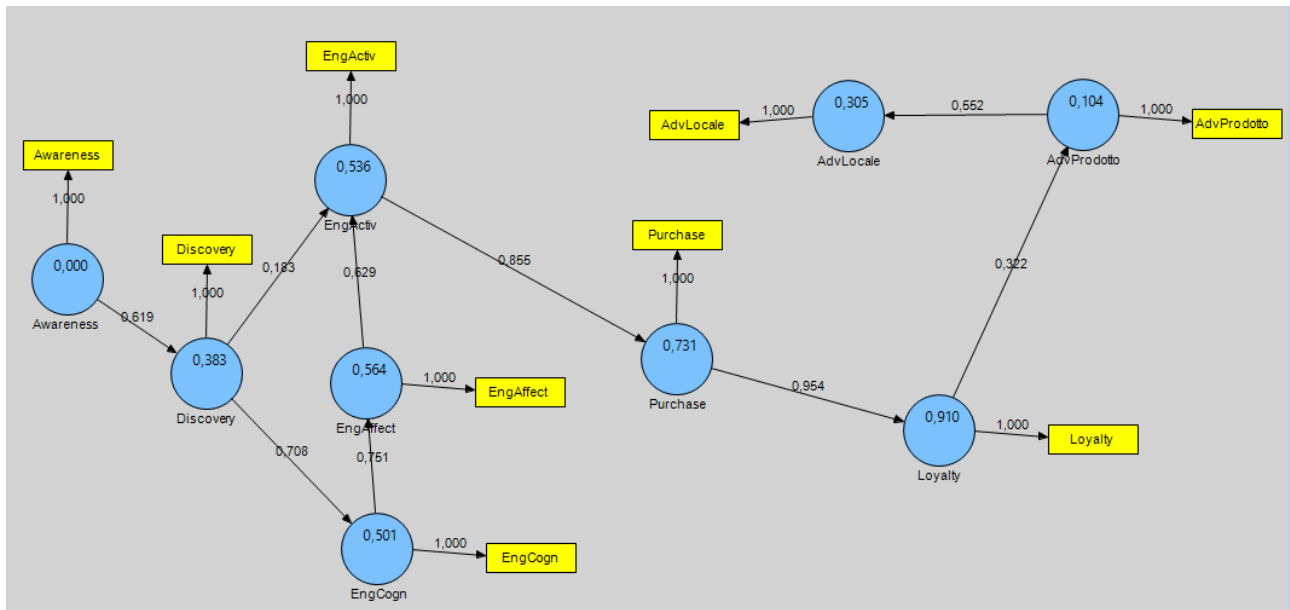 EngActiv
1,000
0,536
EngActiv
Awareness
1,000
0,000
Awareness
0,619
Discovery
1,000
0,383
Discovery
0,183
0,629
0,564
EngAffect
1,000
EngAffect
0,708
0,751
0,501
EngCogn
1,000
EngCogn
0,855
Purchase
1,000
0,731
Purchase
0,954
0,910
Loyalty
1,000
Loyalty
0,322
AdvLocale
1,000
0,305
AdvLocale
0,552
0,104
AdvProdotto
1,000
AdvProdotto